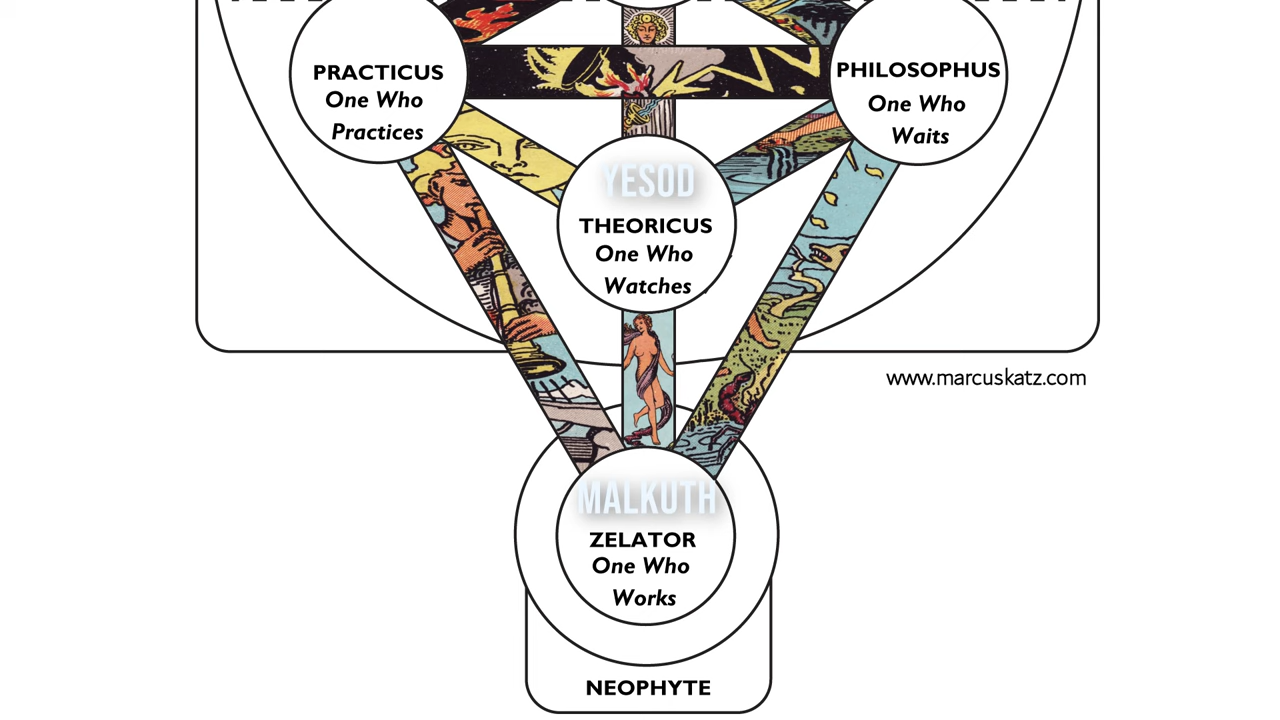 PRACTICUS
One Who
Practices
PHILOSOPHUS
One Who
Waits
YESOD
THEORICUS
One Who
Watches
www.marcuskatz.com
MALKUTH
ZELATOR
One Who
Works
NEOPHYTE